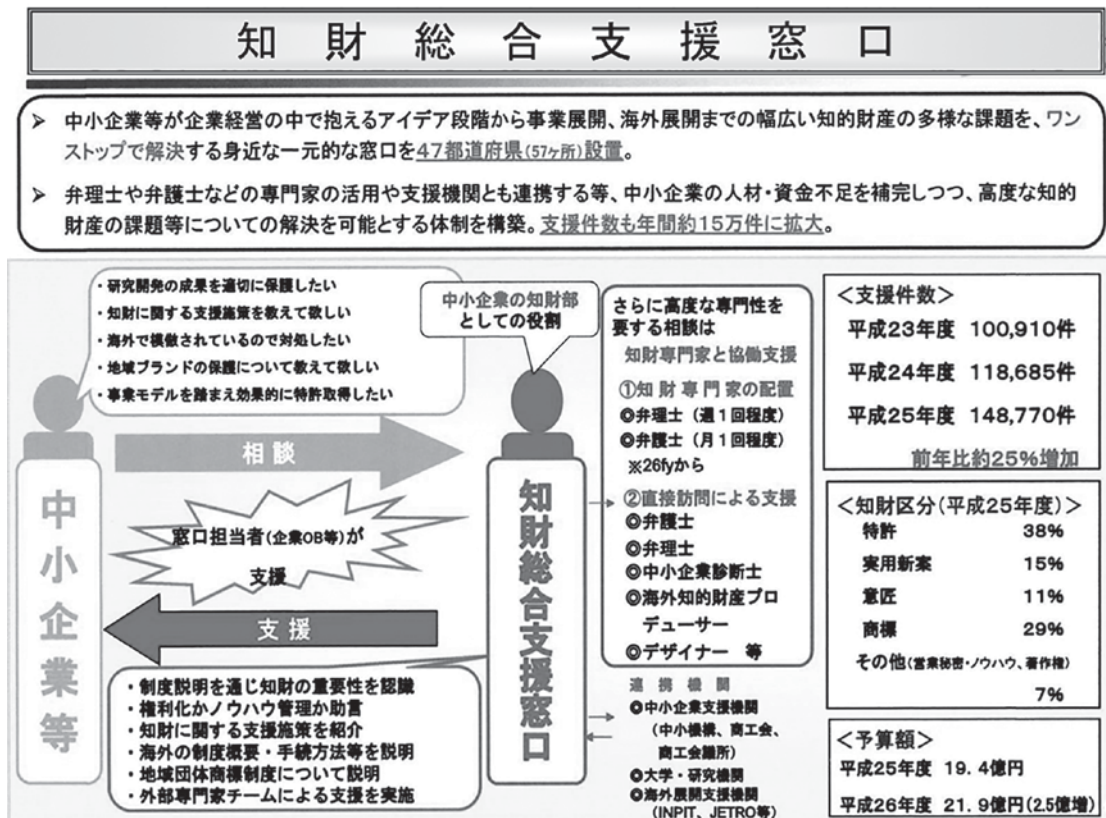 知財総合支援窓口
➤ 中小企業等が企業経営の中で抱えるアイデア段階から事業展開、海外展開までの幅広い知的財産の多様な課題を、ワン
ストップで解決する身近な一元的な窓口を47都道府県(57ヶ所)設置。
➤ 弁理士や弁護士などの専門家の活用や支援機関とも連携する等、中小企業の人材・資金不足を補完しつつ、高度な知的
財産の課題等についての解決を可能とする体制を構築。支援件数も年間約15万件に拡大。
・研究開発の成果を適切に保護したい
・知財に関する支援施策を教えて欲しい
・海外で模倣されているので対処したい
・地域ブランドの保護について教えて欲しい
・事業モデルを踏まえ効果的に特許取得したい
中小企業の知財部
としての役割
相談
中小企業等
窓口担当者(企業OB等)が
支援
支援
知財総合支援窓口
・制度説明を通じ知財の重要性を認識
・権利化かノウハウ管理か助言
・知財に関する支援施策を紹介
・海外の制度概要・手続方法等を説明
・地域団体商標制度について説明
・外部専門家チームによる支援を実施
さらに高度な専門性を
要する相談は
知財専門家と協働支援
①知財専門家の配置
◎弁理士（週1回程度）
◎弁護士（月1回程度）
※26fyから
②直接訪問による支援
◎弁護士
◎弁理士
◎中小企業診断士
◎海外知的財産プロ
デューサー
◎デザイナー 等
連携機関
◎中小企業支援機関
（中小機構、商工会、
商工会議所）
◎大学・研究機関
◎海外展開支援機関
（INPIT、JETRO等）
＜支援件数＞
平成23年度 100,910件
平成24年度 118,685件
平成25年度 148,770件
前年比約25%増加
＜知財区分(平成25年度)＞
特許 38%
実用新案 15%
意匠 11%
商標 29%
その他(営業秘密・ノウハウ、著作権)
7%
＜予算額＞
平成25年度 19.4億円
平成26年度 21.9億円(2.5億増)